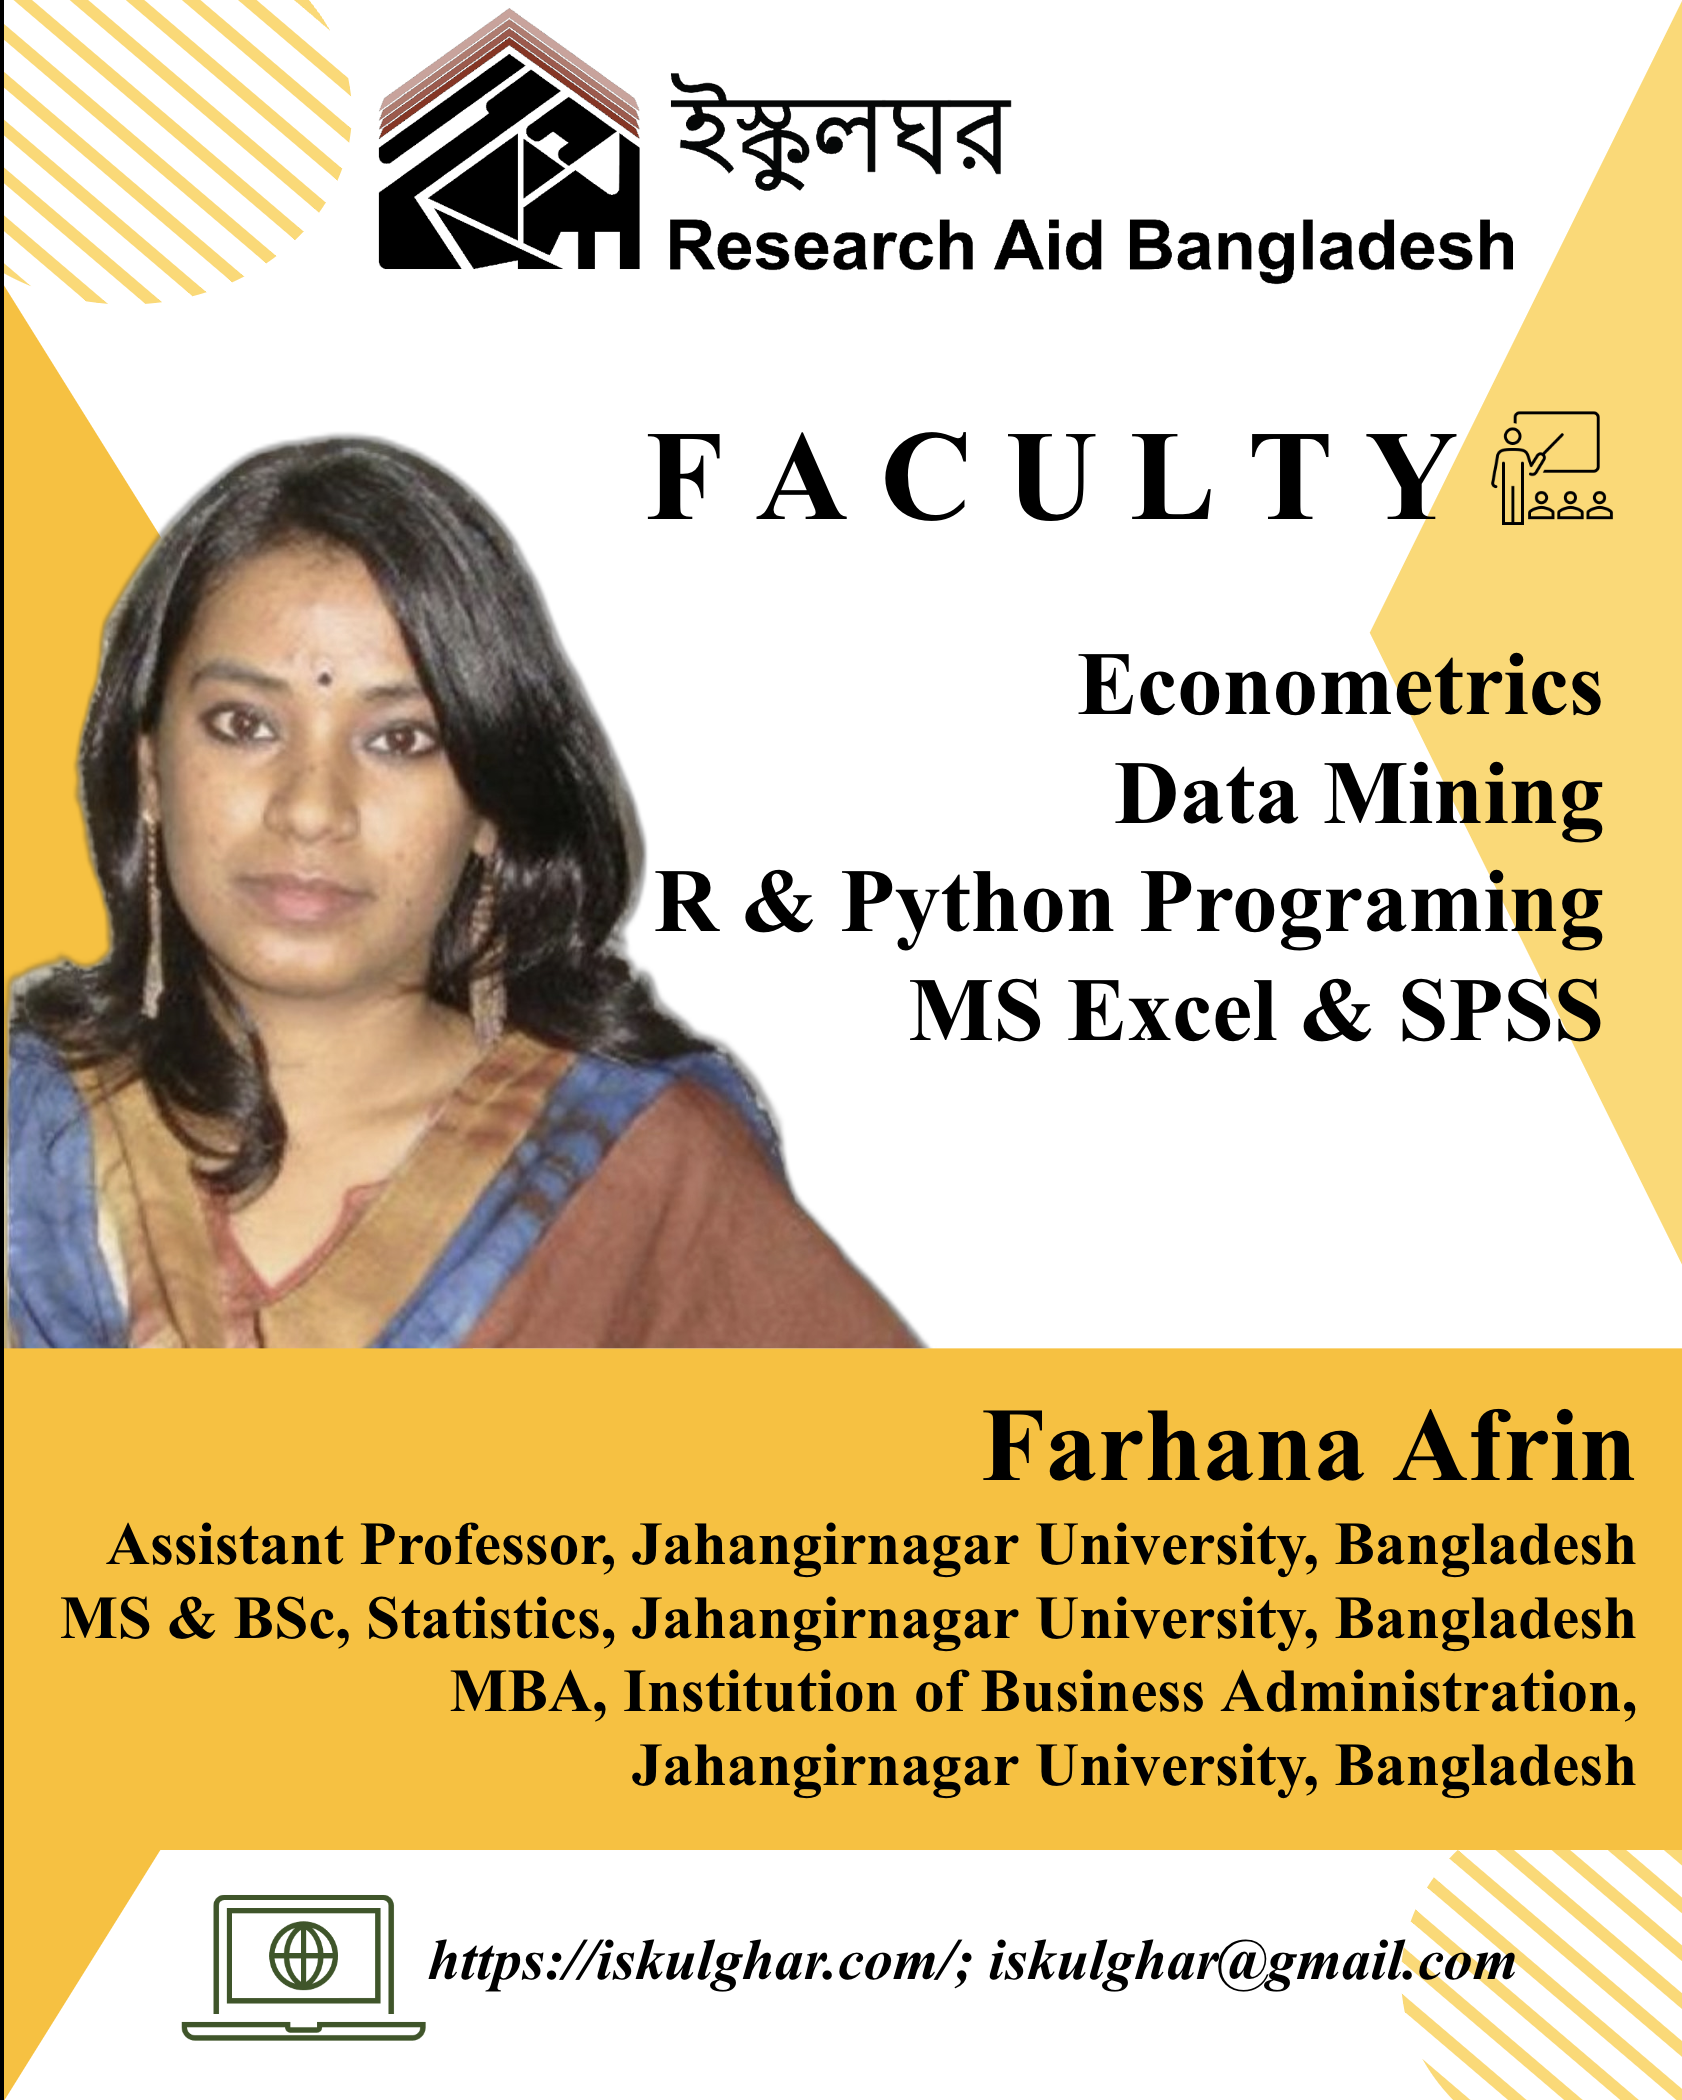 ইস্কুলঘর
Research Aid Bangladesh
FACULTY
Econometrics
Data Mining
R & Python Programing
MS Excel & SPSS
Farhana Afrin
Assistant Professor, Jahangirnagar University, Bangladesh
MS & BSc, Statistics, Jahangirnagar University, Bangladesh
MBA, Institution of Business Administration,
Jahangirnagar University, Bangladesh
https://iskulghar.com/; iskulghar@gmail.com